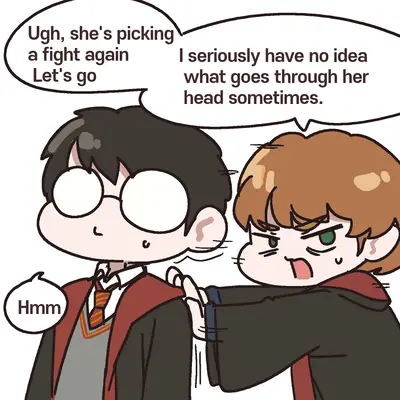 Ugh, she's picking
a fight again
Let's go
I seriously have no idea
what goes through her
head sometimes.
Hmm